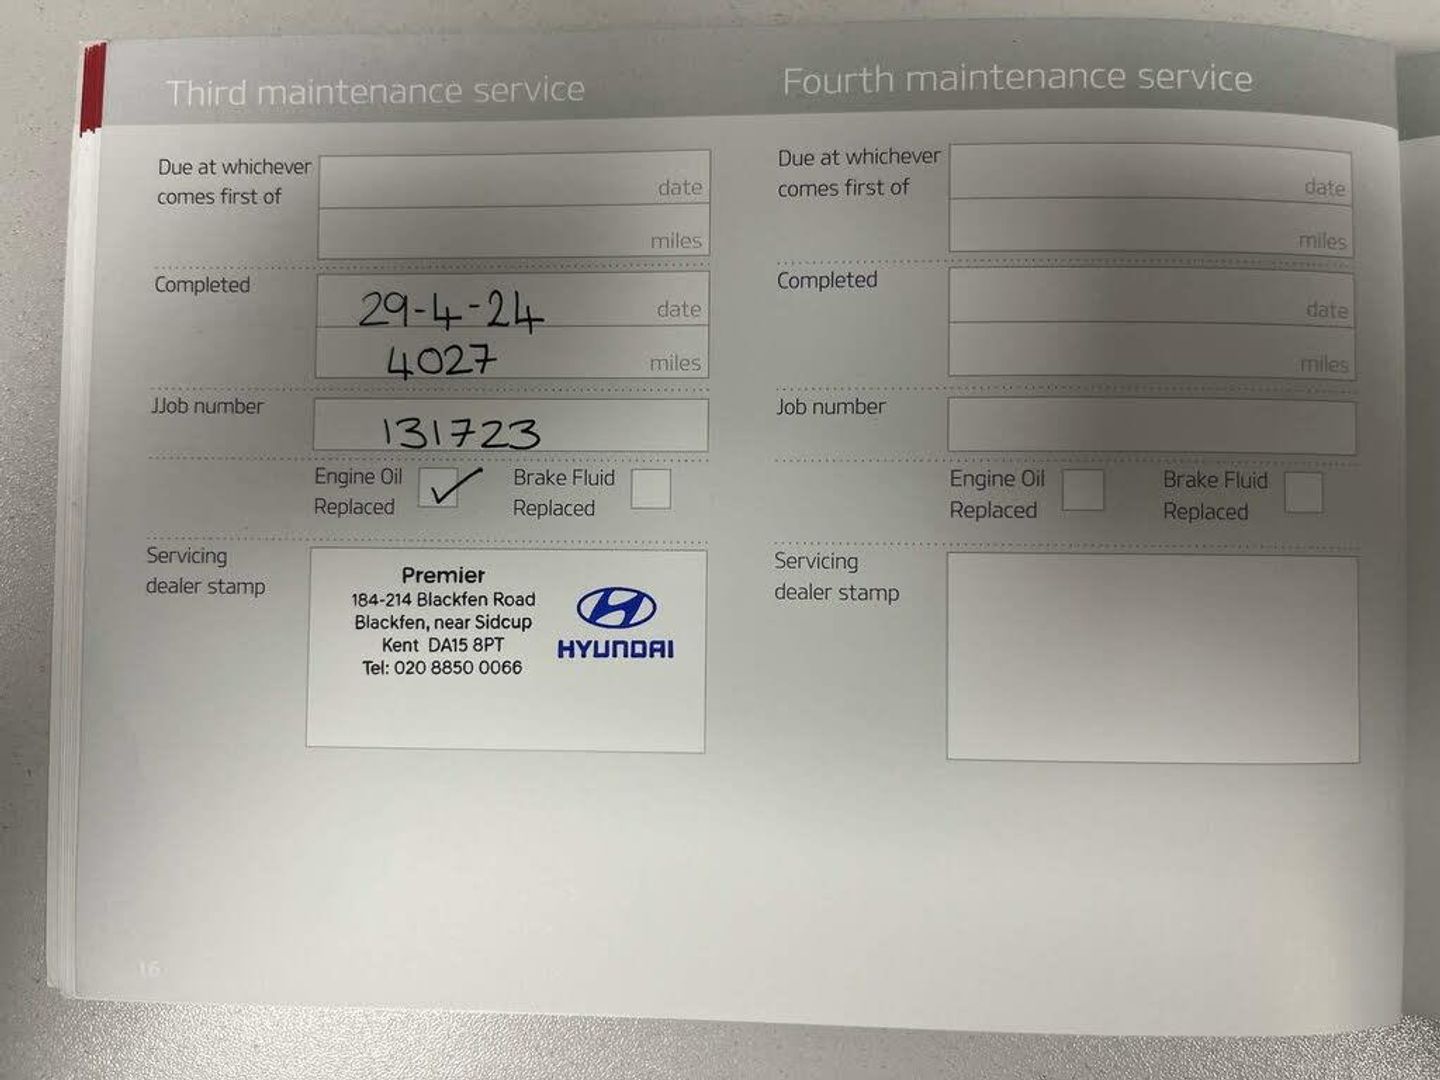 Third maintenance service
Due at whichever
comes first of
date
miles
Completed
29-4-24 date
4027 miles
JJob number
131723
Engine Oil
Replaced
Brake Fluid
Replaced
Servicing
dealer stamp
Premier
184-214 Blackfen Road
Blackfen, near Sidcup
Kent DA15 8PT
Tel: 020 8850 0066
HYUNDAI
16
Fourth maintenance service
Due at whichever
comes first of
date
miles
Completed
date
miles
Job number
Engine Oil
Replaced
Brake Fluid
Replaced
Servicing
dealer stamp